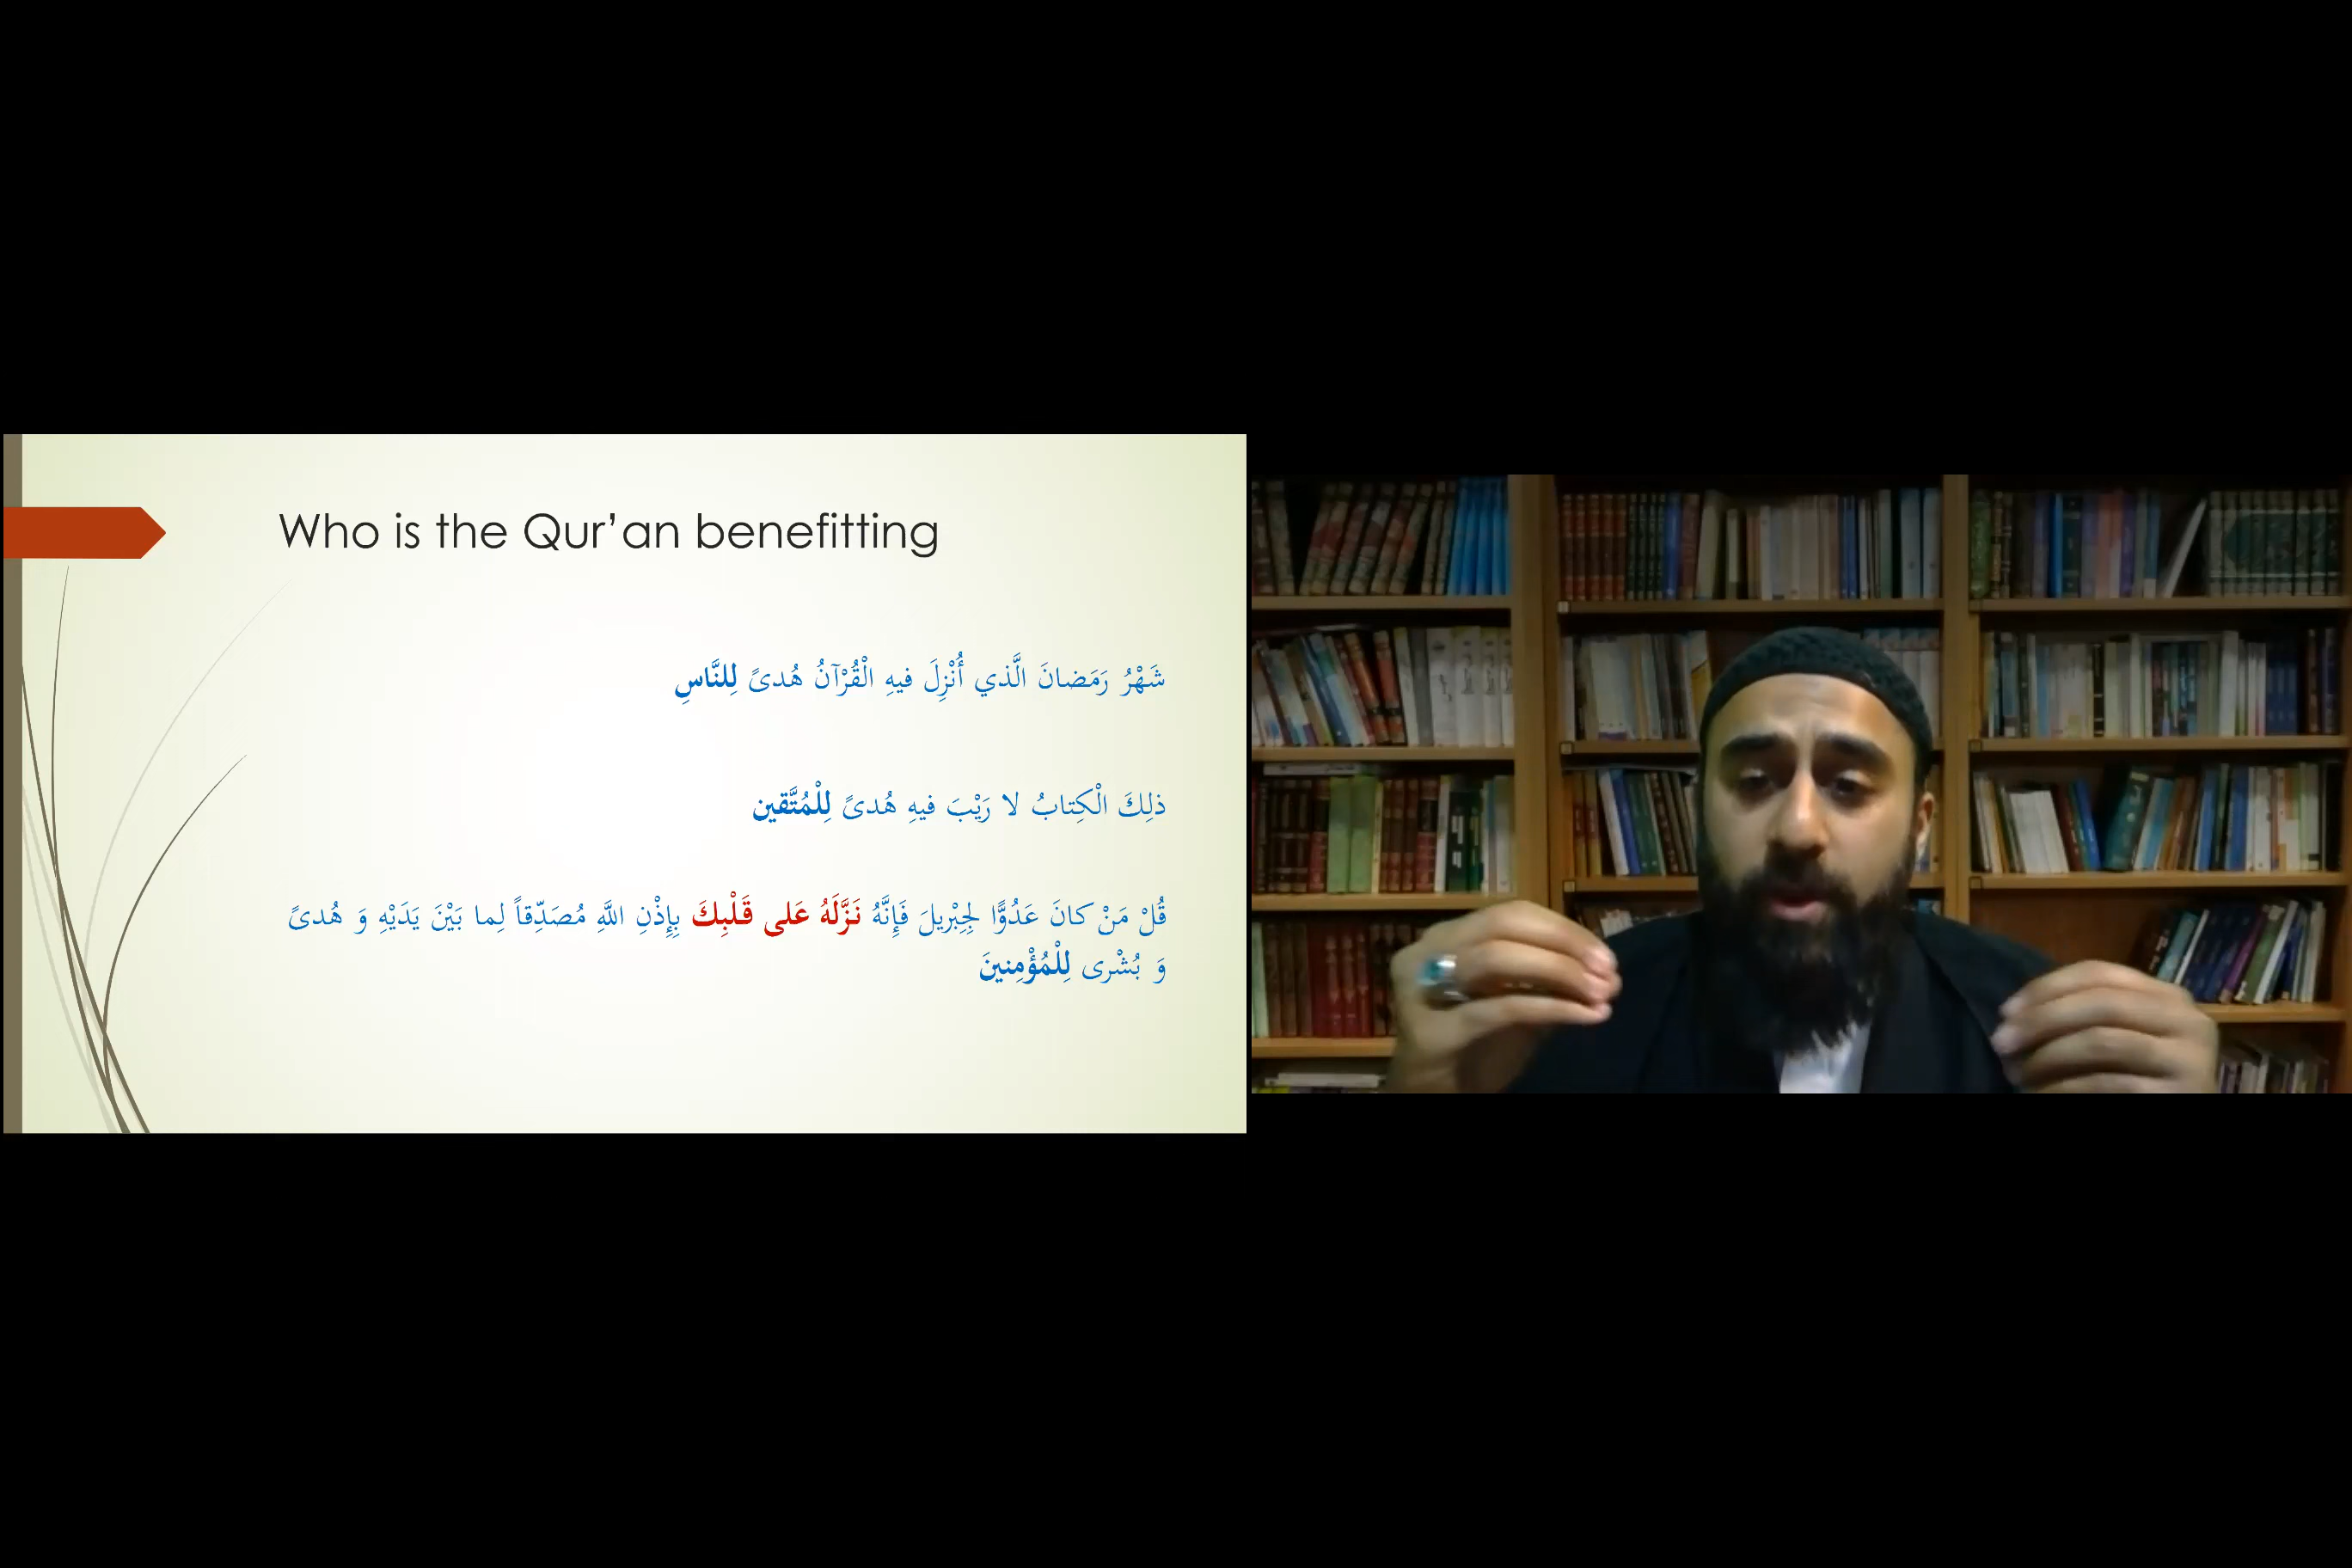 Who is the Qur’an benefitting
شَهْرُ رَمَضانَ الَّذي أُنْزِلَ فيهِ الْقُرْآنُ هُدىً لِلنَّاسِ
ذلِكَ الْكِتابُ لا رَيْبَ فيهِ هُدىً لِلْمُتَّقين
قُلْ مَنْ كانَ عَدُوًّا لِجِبْريلَ فَإِنَّهُ نَزَّلَهُ عَلى قَلْبِكَ بِإِذْنِ اللَّهِ مُصَدِّقاً لِما بَيْنَ يَدَيْهِ وَ هُدىً
وَ بُشْرى لِلْمُؤْمِنينَ